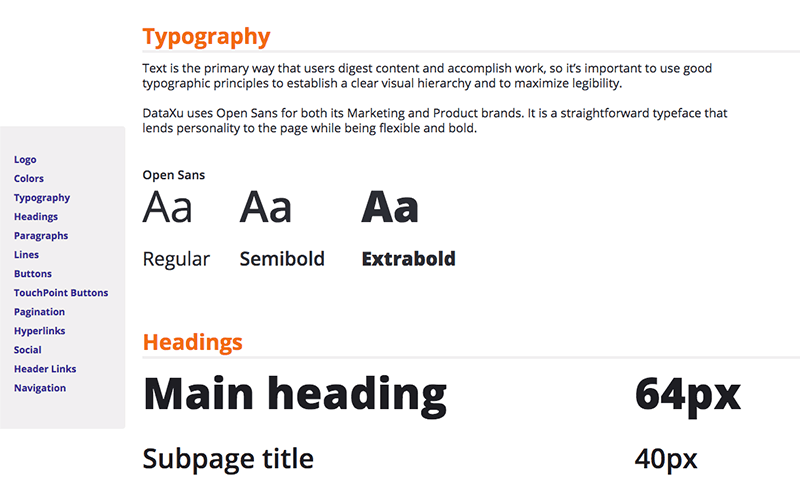 Logo
Colors
Typography
Headings
Paragraphs
Lines
Buttons
TouchPoint Buttons
Pagination
Hyperlinks
Social
Header Links
Navigation
Typography
Text is the primary way that users digest content and accomplish work, so it’s important to use good
typographic principles to establish a clear visual hierarchy and to maximize legibility.
DataXu uses Open Sans for both its Marketing and Product brands. It is a straightforward typeface that
lends personality to the page while being flexible and bold.
Open Sans
Aa Aa Aa
Regular Semibold Extrabold
Headings
Main heading 64px
Subpage title 40px